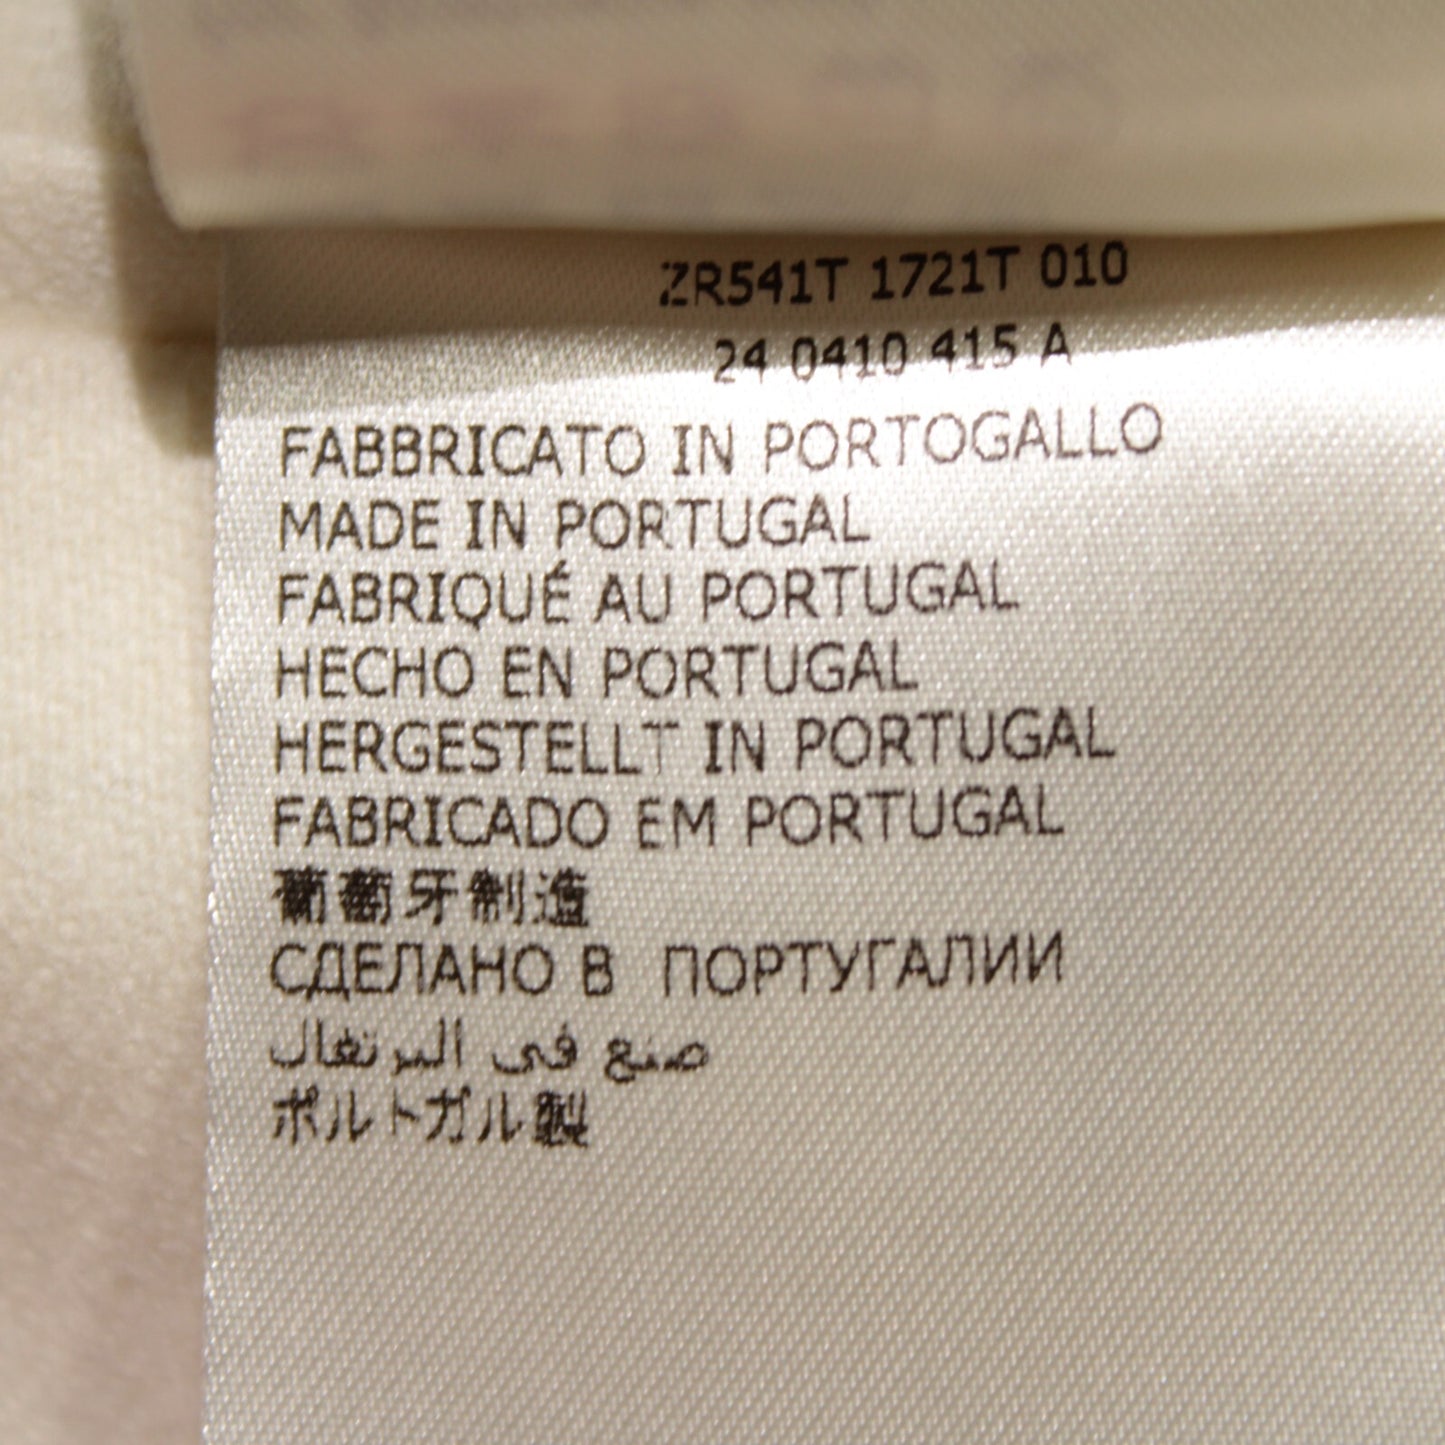 ZR541T 1721T 010
24 0410 415 A
FABBRICATO IN PORTOGALLO
MADE IN PORTUGAL
FABRIQUÉ AU PORTUGAL
HECHO EN PORTUGAL
HERGESTELLT IN PORTUGAL
FABRICADO EM PORTUGAL
葡萄牙制造
СДЕЛАНО В ПОРТУГАЛИИ
صنع فى البرتغال
ポルトガル製